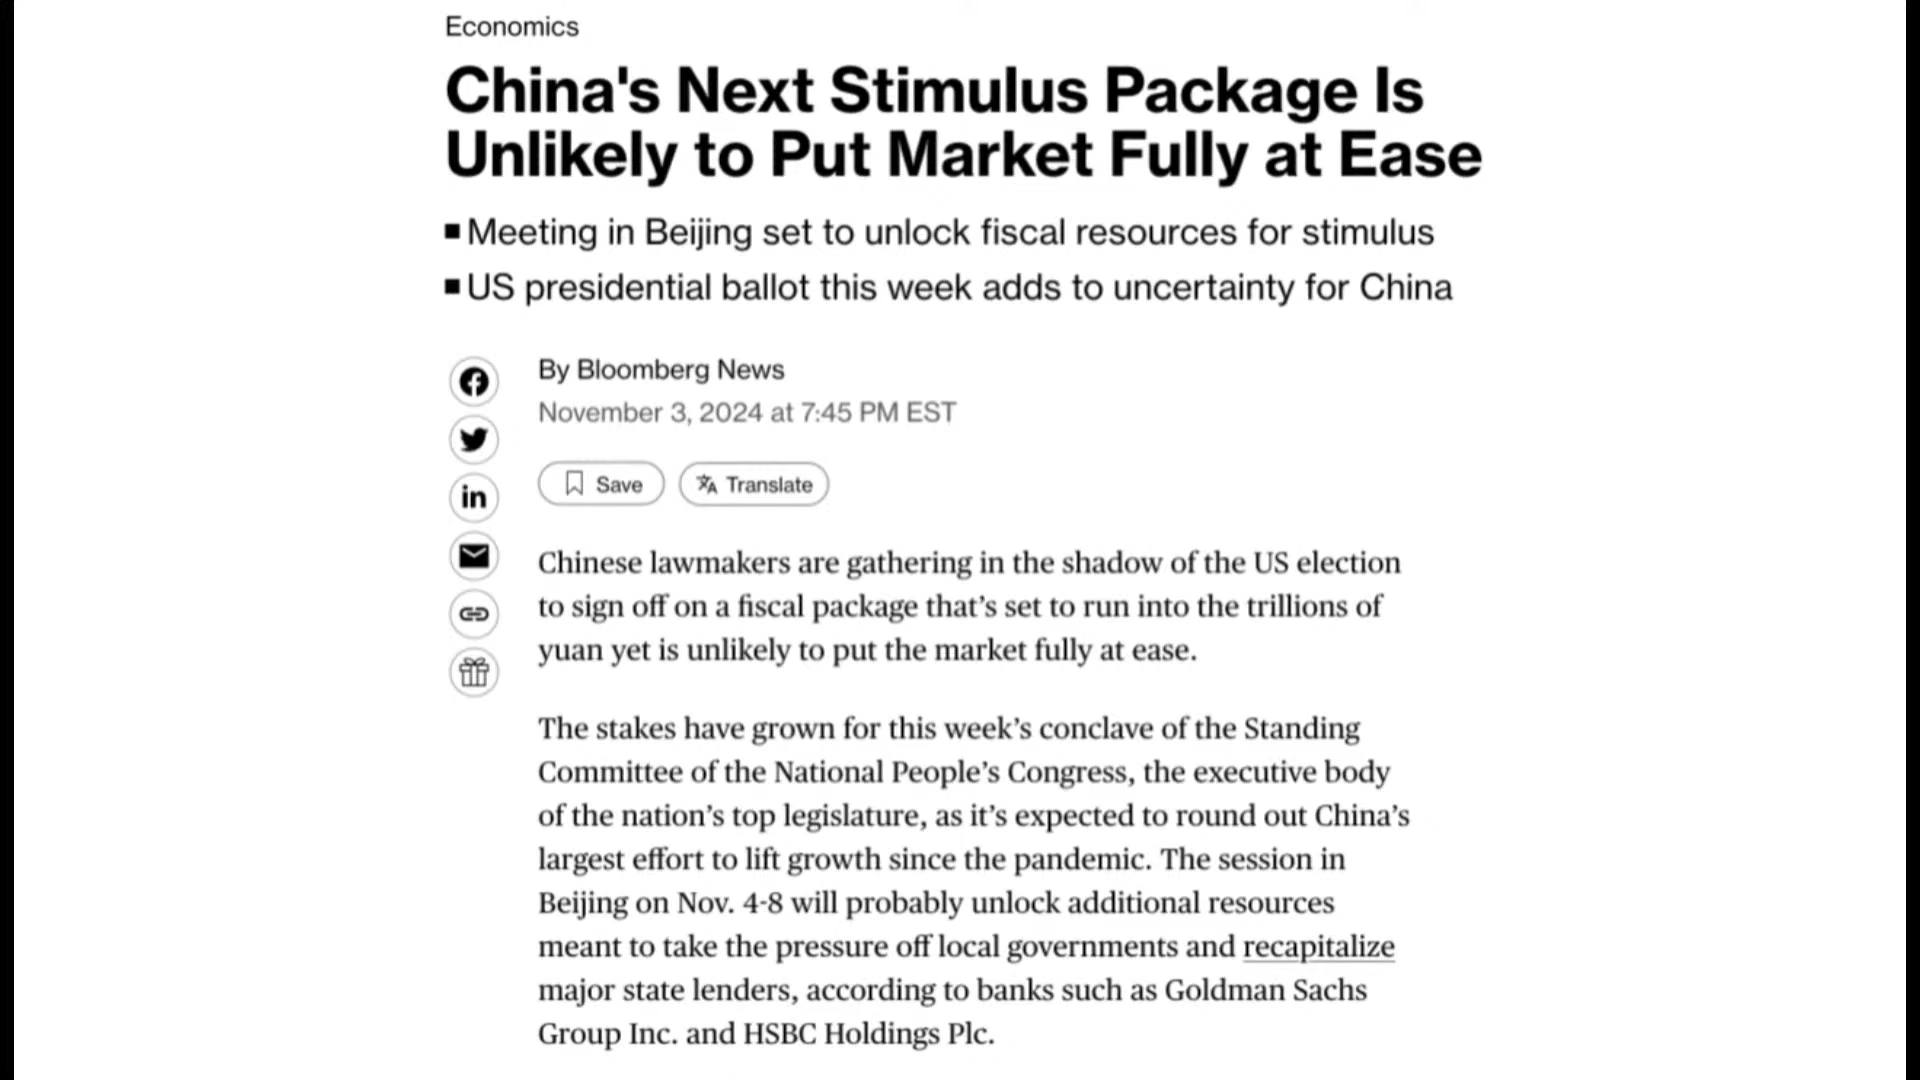 Economics
China's Next Stimulus Package Is
Unlikely to Put Market Fully at Ease
■ Meeting in Beijing set to unlock fiscal resources for stimulus
■ US presidential ballot this week adds to uncertainty for China
By Bloomberg News
November 3, 2024 at 7:45 PM EST
Save
Translate
in
Chinese lawmakers are gathering in the shadow of the US election
to sign off on a fiscal package that’s set to run into the trillions of
yuan yet is unlikely to put the market fully at ease.
The stakes have grown for this week’s conclave of the Standing
Committee of the National People’s Congress, the executive body
of the nation’s top legislature, as it’s expected to round out China’s
largest effort to lift growth since the pandemic. The session in
Beijing on Nov. 4-8 will probably unlock additional resources
meant to take the pressure off local governments and recapitalize
major state lenders, according to banks such as Goldman Sachs
Group Inc. and HSBC Holdings Plc.